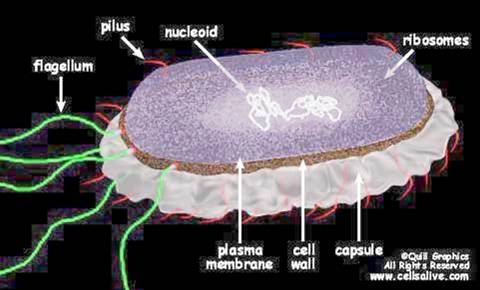 pilus
nucleoid
ribosomes
flagellum
plasma
membrane
cell
wall
capsule
©Quill Graphics
All Rights Reserved
www.cellsalive.com